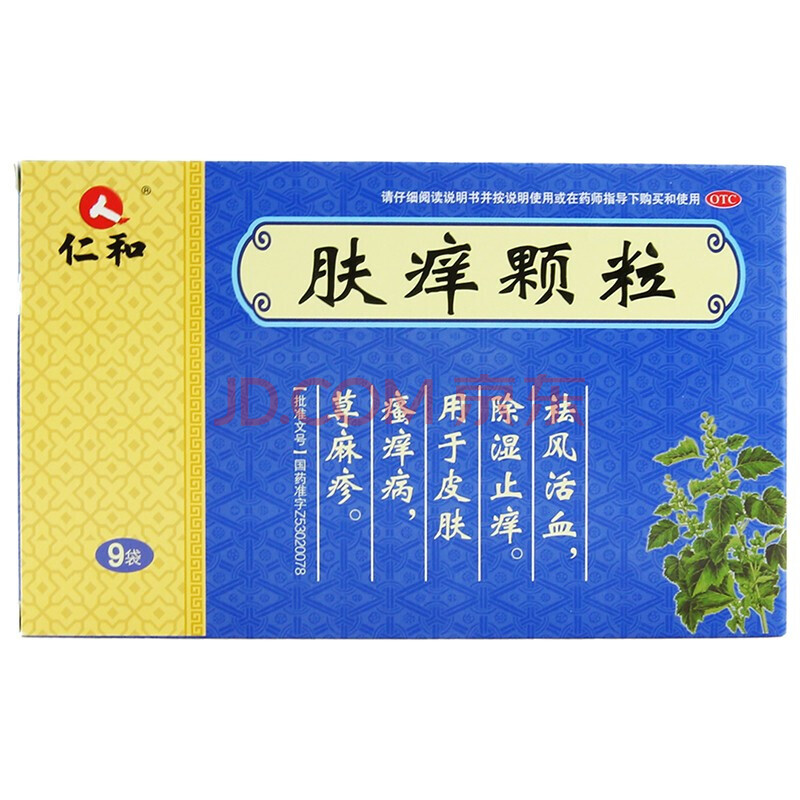 仁和
®
请仔细阅读说明书并按说明使用或在药师指导下购买和使用 OTC
肤痒颗粒
祛风活血，
除湿止痒。
用于皮肤
瘙痒病，
荨麻疹。
【批准文号】国药准字Z53020078
9袋
JD.COM 京东